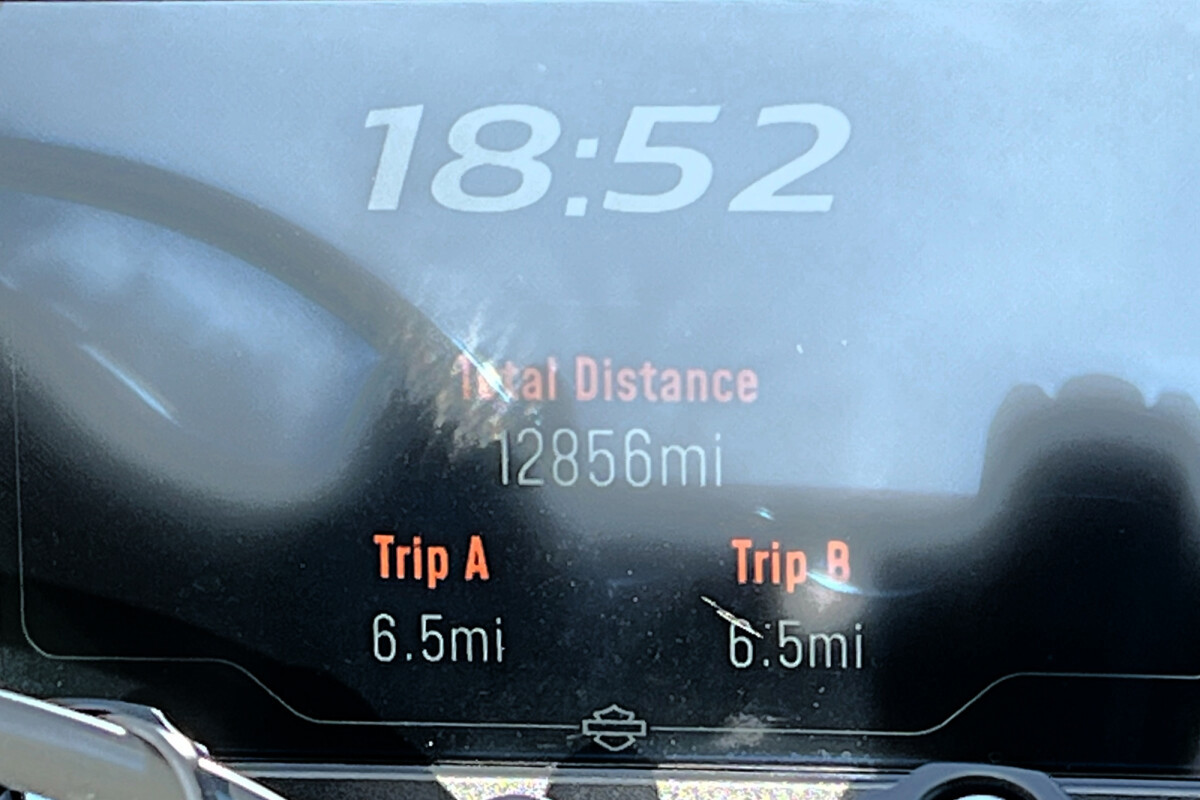 18:52
Total Distance
12856mi
Trip A Trip B
6.5mi 6.5mi